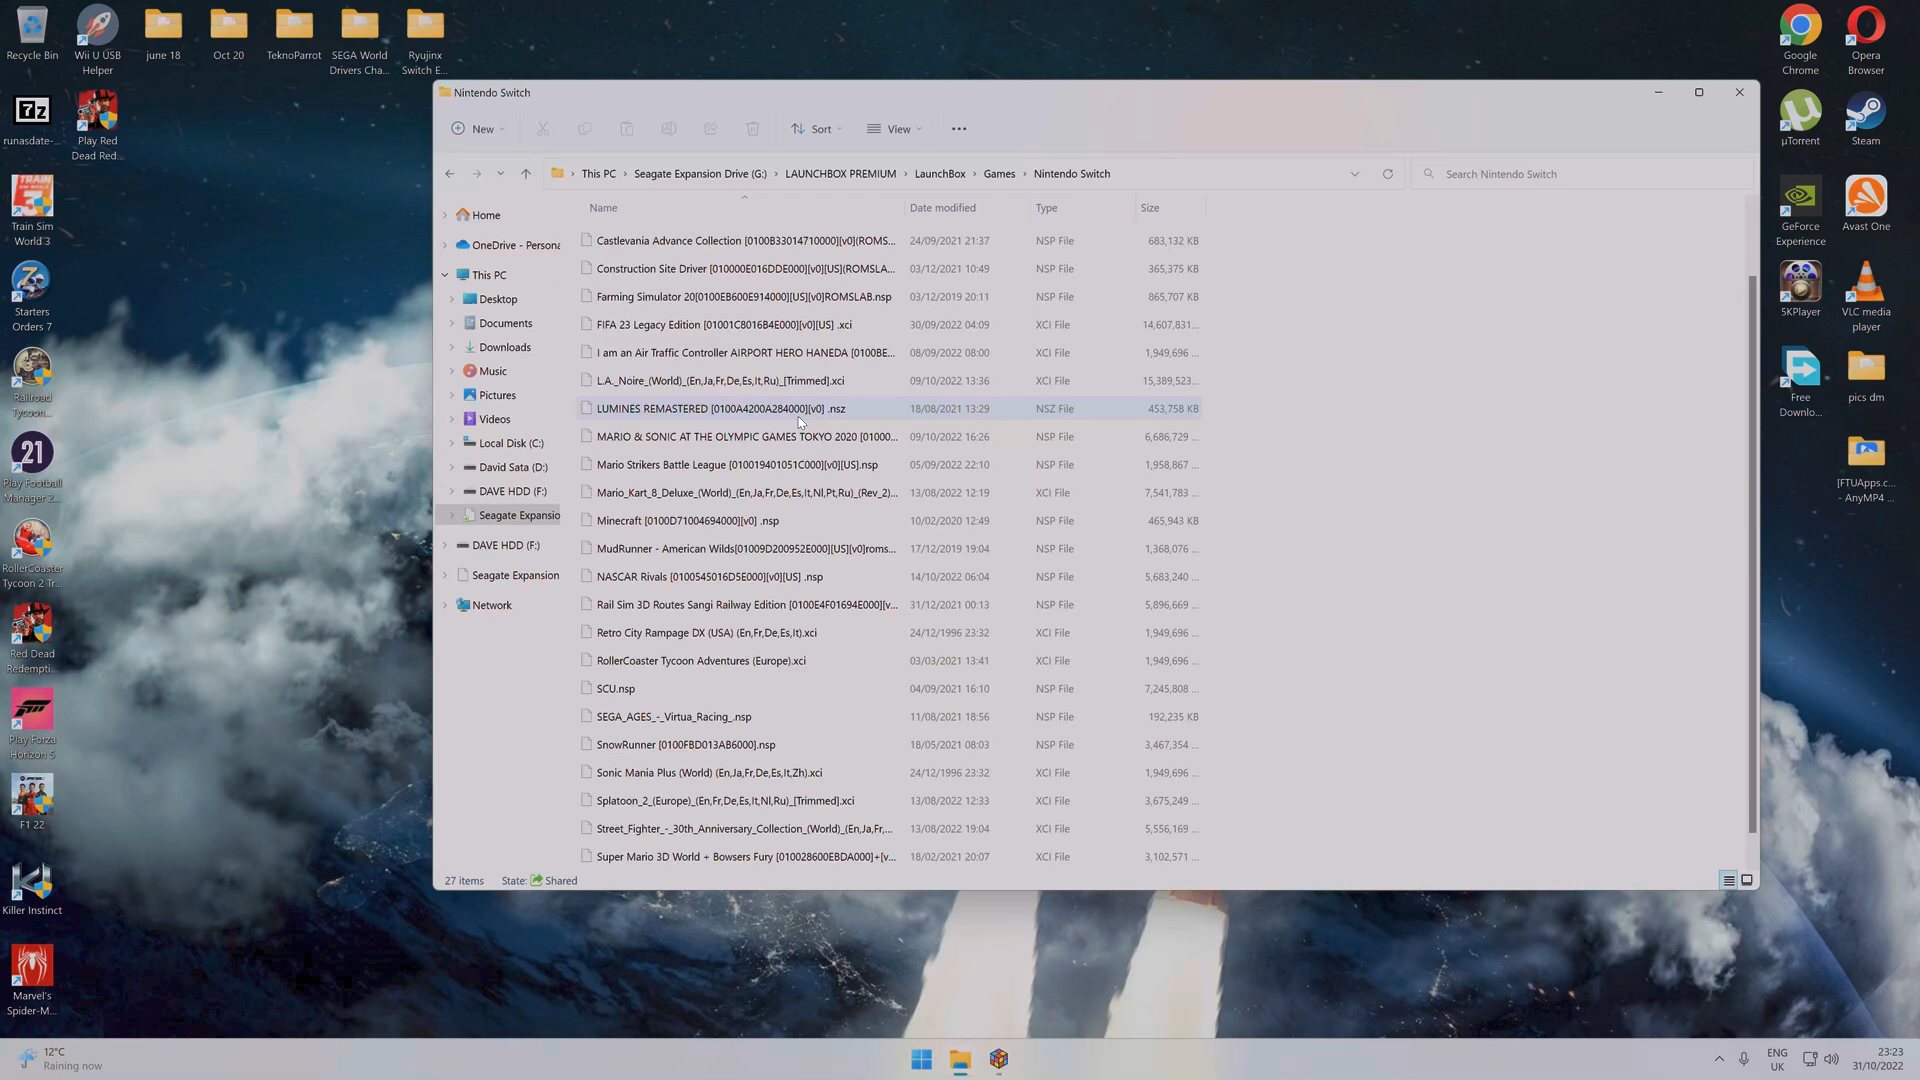 Recycle Bin
Wii U USB
Helper
june 18
Oct 20
TeknoParrot
SEGA World
Drivers Cha...
Ryujinx
Switch E...
Google
Chrome
Opera
Browser
7z
runasdate-...
Play Red
Dead Red...
µTorrent
Steam
TRAIN
SIM
Train Sim
World 3
GeForce
Experience
Avast One
Starters
Orders 7
5KPlayer
VLC media
player
Railroad
Tycoon...
Free
Downlo...
pics dm
21
Play Football
Manager 2...
[FTUApps.c...
- AnyMP4 ...
RollerCoaster
Tycoon 2 Tr...
Red Dead
Redempti...
Play Forza
Horizon 5
F1 22
Killer Instinct
Marvel's
Spider-M...
Nintendo Switch
New
Sort
View
This PC
Seagate Expansion Drive (G:)
LAUNCHBOX PREMIUM
LaunchBox
Games
Nintendo Switch
Search Nintendo Switch
Home
OneDrive - Persona
This PC
Desktop
Documents
Downloads
Music
Pictures
Videos
Local Disk (C:)
David Sata (D:)
DAVE HDD (F:)
Seagate Expansio
DAVE HDD (F:)
Seagate Expansion
Network
Name Date modified Type Size
Castlevania Advance Collection [0100B33014710000][v0](ROMS... 24/09/2021 21:37 NSP File 683,132 KB
Construction Site Driver [010000E016DDE000][v0][US](ROMSLA... 03/12/2021 10:49 NSP File 365,375 KB
Farming Simulator 20[0100EB600E914000][US][v0]ROMSLAB.nsp 03/12/2019 20:11 NSP File 865,707 KB
FIFA 23 Legacy Edition [01001C8016B4E000][v0][US] .xci 30/09/2022 04:09 XCI File 14,607,831...
I am an Air Traffic Controller AIRPORT HERO HANEDA [0100BE... 08/09/2022 08:00 XCI File 1,949,696 ...
L.A._Noire_(World)_(En,Ja,Fr,De,Es,It,Ru)_[Trimmed].xci 09/10/2022 13:36 XCI File 15,389,523...
LUMINES REMASTERED [0100A4200A284000][v0] .nsz 18/08/2021 13:29 NSZ File 453,758 KB
MARIO & SONIC AT THE OLYMPIC GAMES TOKYO 2020 [01000... 09/10/2022 16:26 NSP File 6,686,729 ...
Mario Strikers Battle League [010019401051C000][v0][US].nsp 05/09/2022 22:10 NSP File 1,958,867 ...
Mario_Kart_8_Deluxe_(World)_(En,Ja,Fr,De,Es,It,Nl,Pt,Ru)_(Rev_2)... 13/08/2022 12:19 XCI File 7,541,783 ...
Minecraft [0100D71004694000][v0] .nsp 10/02/2020 12:49 NSP File 465,943 KB
MudRunner - American Wilds[01009D200952E000][US][v0]roms... 17/12/2019 19:04 NSP File 1,368,076 ...
NASCAR Rivals [0100545016D5E000][v0][US] .nsp 14/10/2022 06:04 NSP File 5,683,240 ...
Rail Sim 3D Routes Sangi Railway Edition [0100E4F01694E000][v... 31/12/2021 00:13 NSP File 5,896,669 ...
Retro City Rampage DX (USA) (En,Fr,De,Es,It).xci 24/12/1996 23:32 XCI File 1,949,696 ...
RollerCoaster Tycoon Adventures (Europe).xci 03/03/2021 13:41 XCI File 1,949,696 ...
SCU.nsp 04/09/2021 16:10 NSP File 7,245,808 ...
SEGA_AGES_-_Virtua_Racing_.nsp 11/08/2021 18:56 NSP File 192,235 KB
SnowRunner [0100FBD013AB6000].nsp 18/05/2021 08:03 NSP File 3,467,354 ...
Sonic Mania Plus (World) (En,Ja,Fr,De,Es,It,Zh).xci 24/12/1996 23:32 XCI File 1,949,696 ...
Splatoon_2_(Europe)_(En,Fr,De,Es,It,Nl,Ru)_[Trimmed].xci 13/08/2022 12:33 XCI File 3,675,249 ...
Street_Fighter_-_30th_Anniversary_Collection_(World)_(En,Ja,Fr,... 13/08/2022 19:04 XCI File 5,556,169 ...
Super Mario 3D World + Bowsers Fury [010028600EBDA000]+[v... 18/02/2021 20:07 XCI File 3,102,571 ...
27 items State: Shared
12°C
Raining now
ENG
UK
23:23
31/10/2022